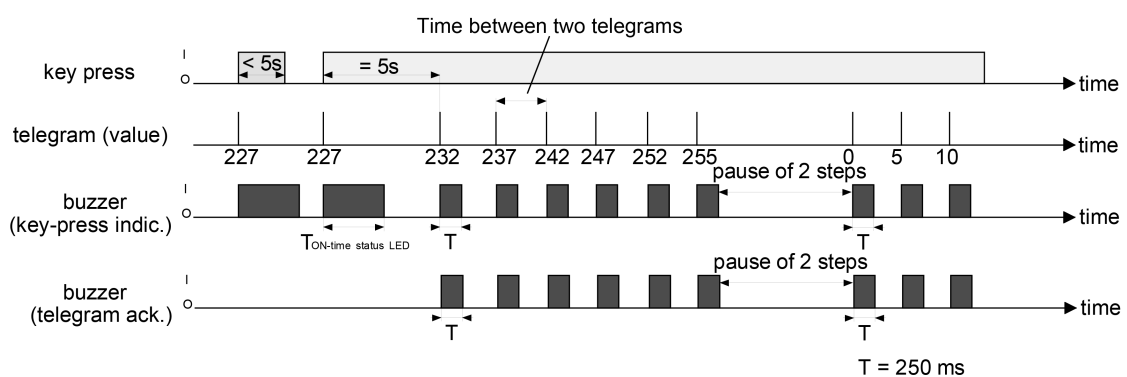 Time between two telegrams
I
key press
O
< 5s
= 5s
time
telegram (value)
time
227 227 232 237 242 247 252 255 0 5 10
pause of 2 steps
I
buzzer
(key-press indic.)
O
time
TON-time status LED
T
T
pause of 2 steps
I
buzzer
(telegram ack.)
O
time
T
T
T = 250 ms